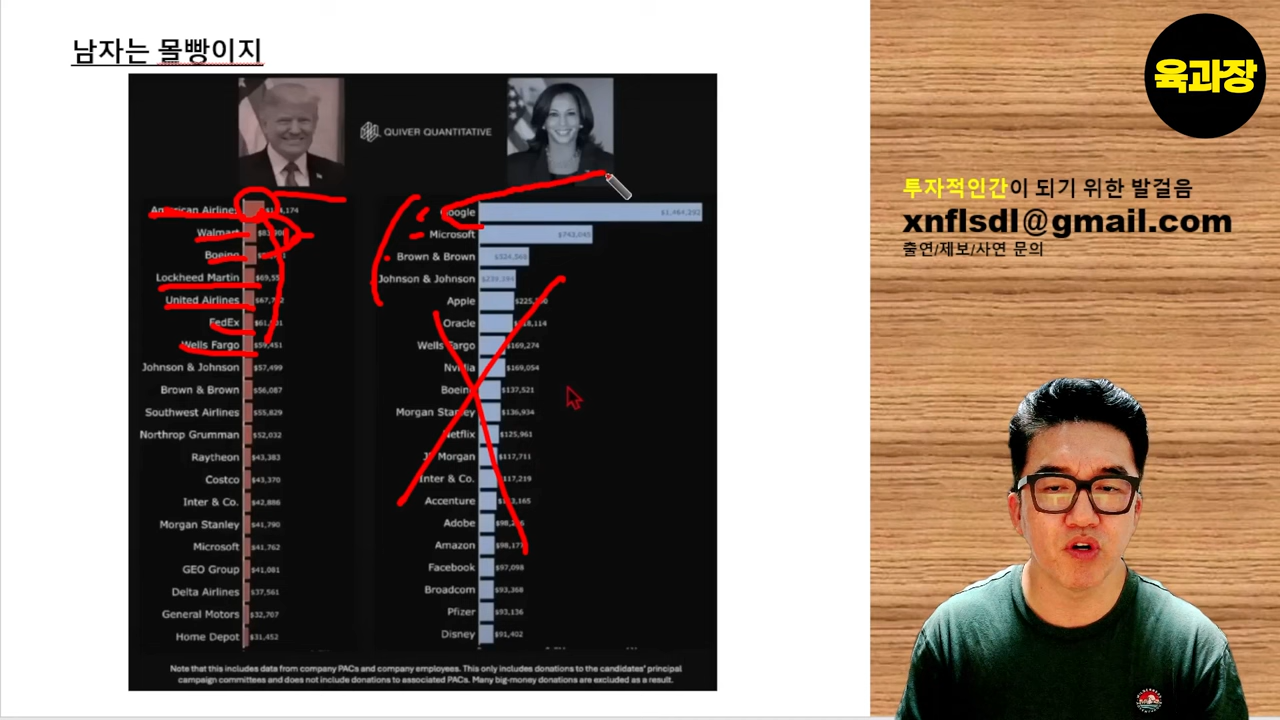 남자는 몰빵이지
QUIVER QUANTITATIVE
American Airlines
Walmart
Boeing
Lockheed Martin
United Airlines
FedEx
Wells Fargo $59,451
Johnson & Johnson $57,499
Brown & Brown $56,087
Southwest Airlines $55,829
Northrop Grumman $52,032
Raytheon $43,383
Costco $43,370
Inter & Co. $42,886
Morgan Stanley $41,790
Microsoft $41,762
GEO Group $41,081
Delta Airlines $37,561
General Motors $32,707
Home Depot $31,452
Google
Microsoft
Brown & Brown
Johnson & Johnson
Apple
Oracle
Wells Fargo $169,274
Nvidia $169,054
Boeing $137,521
Morgan Stanley $136,934
Netflix $125,961
JP Morgan $117,711
Inter & Co.
Accenture
Adobe
Amazon
Facebook $97,098
Broadcom $93,368
Pfizer $93,136
Disney $91,402
Note that this includes data from company PACs and company employees. This only includes donations to the candidates' principal
campaign committees and does not include donations to associated PACs. Many big-money donations are excluded as a result.
육과장
투자적인간이 되기 위한 발걸음
xnflsdl@gmail.com
출연/제보/사연 문의